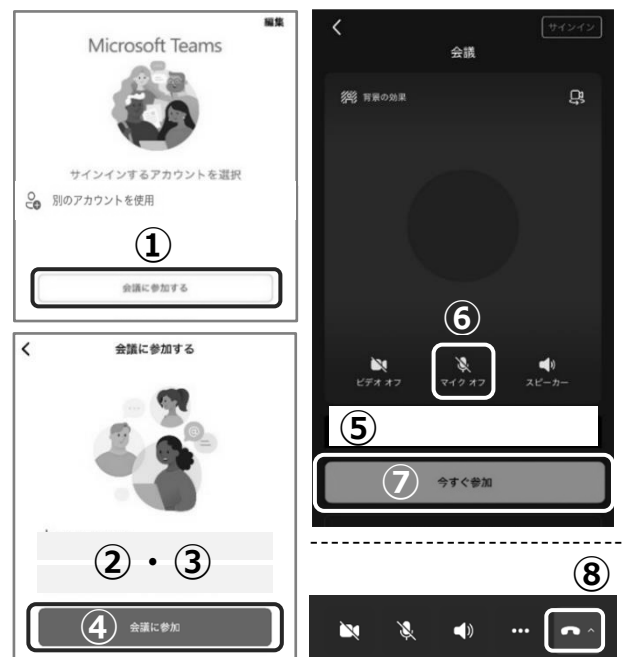 編集
Microsoft Teams
サインインするアカウントを選択
別のアカウントを使用
①
会議に参加する
会議に参加する
②・③
④ 会議に参加
サインイン
会議
背景の効果
⑥
ビデオ オフ マイク オフ スピーカー
⑤
⑦ 今すぐ参加
⑧